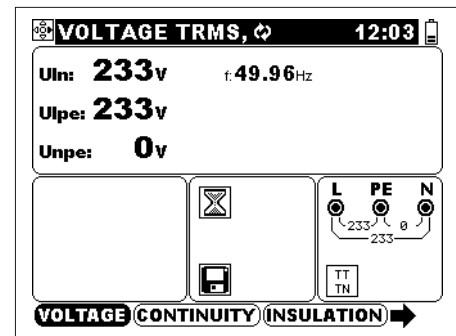 VOLTAGE TRMS, 12:03
Uln: 233V f: 49.96Hz
Ulpe: 233V
Unpe: 0V
L PE N
233 0
233
TT
TN
VOLTAGE CONTINUITY INSULATION